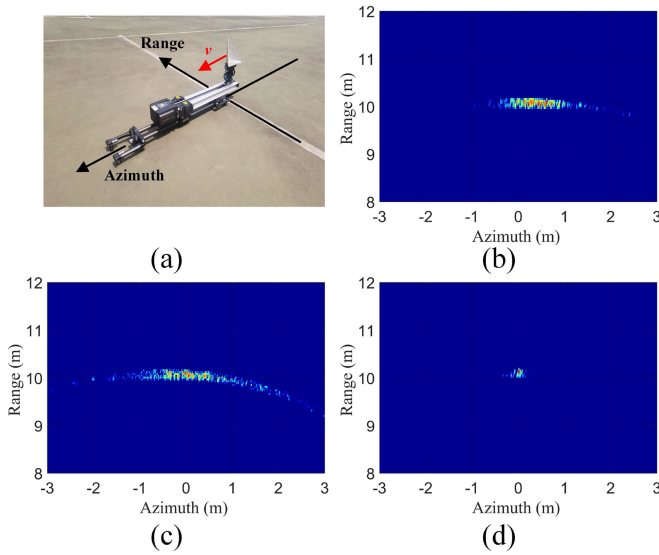 Range
v
Azimuth
(a)
12
11
10
9
8
Range (m)
-3 -2 -1 0 1 2 3
Azimuth (m)
(b)
12
11
10
9
8
Range (m)
-3 -2 -1 0 1 2 3
Azimuth (m)
(c)
12
11
10
9
8
Range (m)
-3 -2 -1 0 1 2 3
Azimuth (m)
(d)